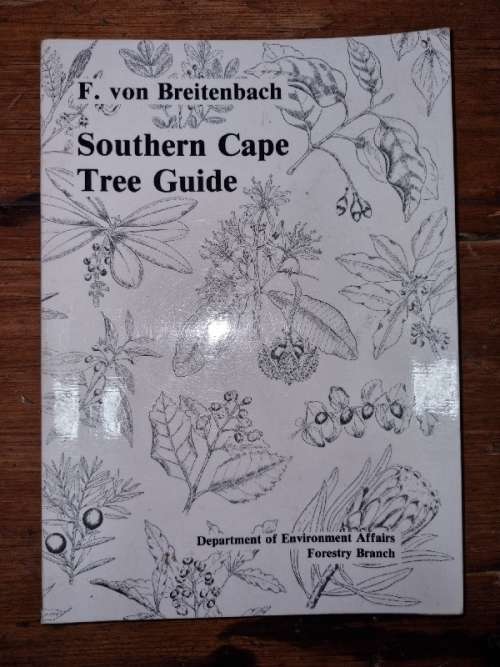 F. von Breitenbach
Southern Cape
Tree Guide
Department of Environment Affairs
Forestry Branch